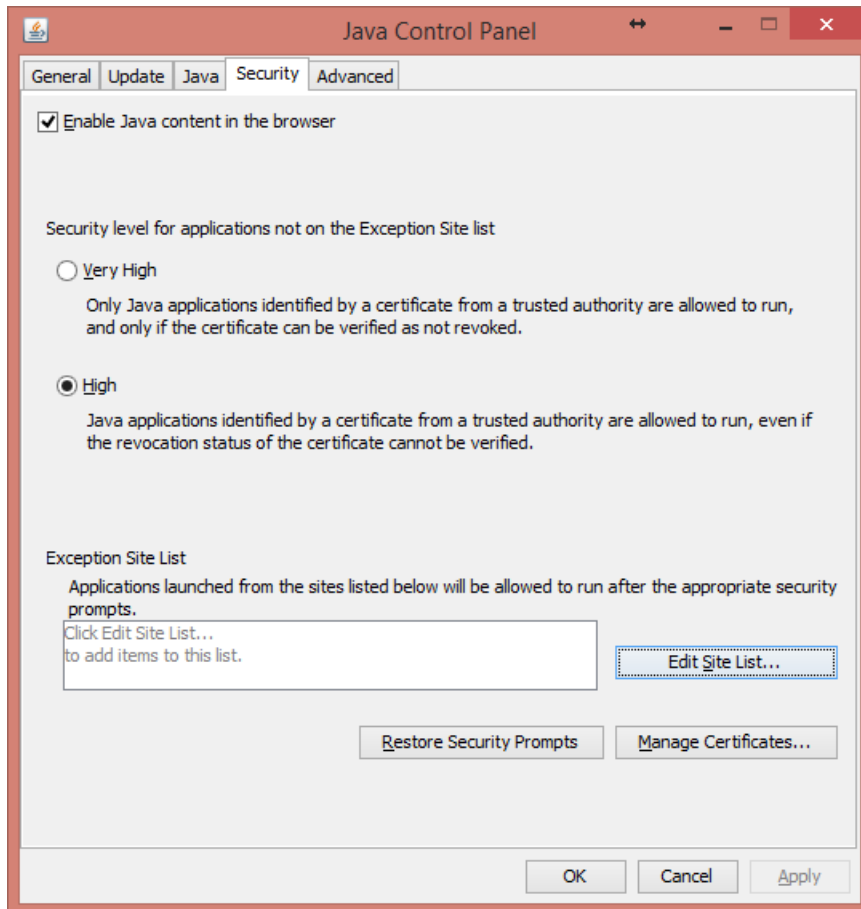 Java Control Panel
General Update Java Security Advanced
Enable Java content in the browser
Security level for applications not on the Exception Site list
Very High
Only Java applications identified by a certificate from a trusted authority are allowed to run,
and only if the certificate can be verified as not revoked.
High
Java applications identified by a certificate from a trusted authority are allowed to run, even if
the revocation status of the certificate cannot be verified.
Exception Site List
Applications launched from the sites listed below will be allowed to run after the appropriate security
prompts.
Click Edit Site List...
to add items to this list.
Edit Site List...
Restore Security Prompts Manage Certificates...
OK Cancel Apply